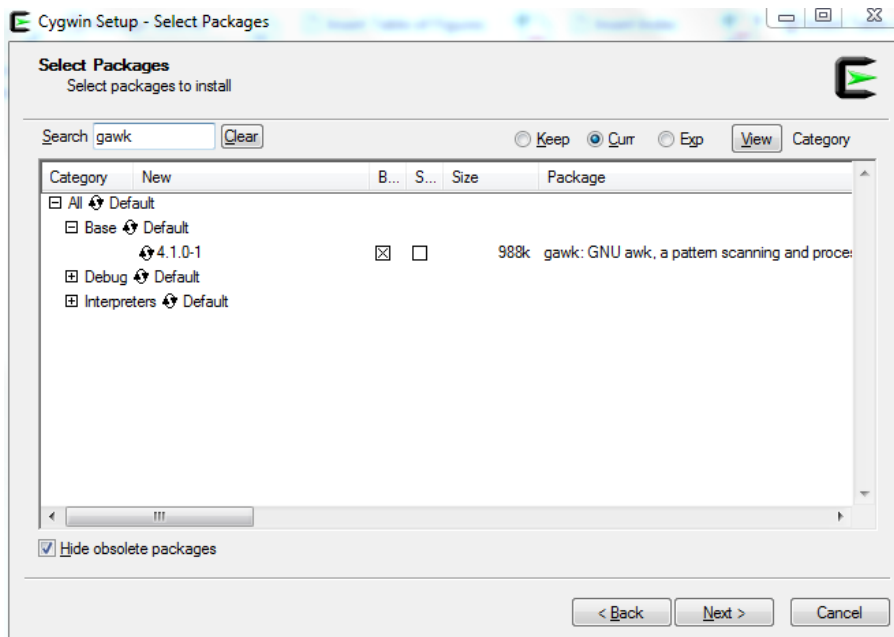 Cygwin Setup - Select Packages
Select Packages
Select packages to install
Search gawk Clear Keep Curr Exp View Category
Category New B... S... Size Package
All Default
Base Default
4.1.0-1 988k gawk: GNU awk, a pattern scanning and proce
Debug Default
Interpreters Default
Hide obsolete packages
< Back Next > Cancel